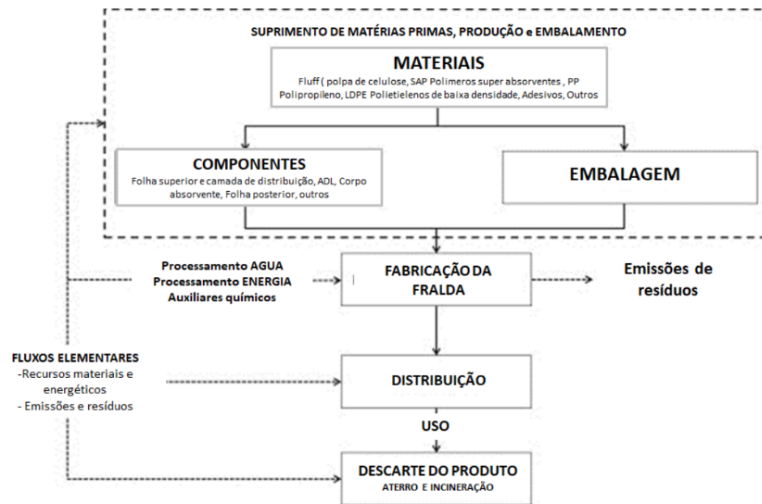 SUPRIMENTO DE MATÉRIAS PRIMAS, PRODUÇÃO e EMBALAMENTO
MATERIAIS
Fluff ( polpa de celulose, SAP Polimeros super absorventes , PP
Polipropileno, LDPE Polietielenos de baixa densidade, Adesivos, Outros
COMPONENTES
Folha superior e camada de distribuição, ADL, Corpo
absorvente, Folha posterior, outros
EMBALAGEM
Processamento AGUA
Processamento ENERGIA
Auxiliares químicos
FABRICAÇÃO DA
FRALDA
Emissões de
resíduos
FLUXOS ELEMENTARES
-Recursos materiais e
energéticos
- Emissões e resíduos
DISTRIBUIÇÃO
USO
DESCARTE DO PRODUTO
ATERRO E INCINERAÇÃO